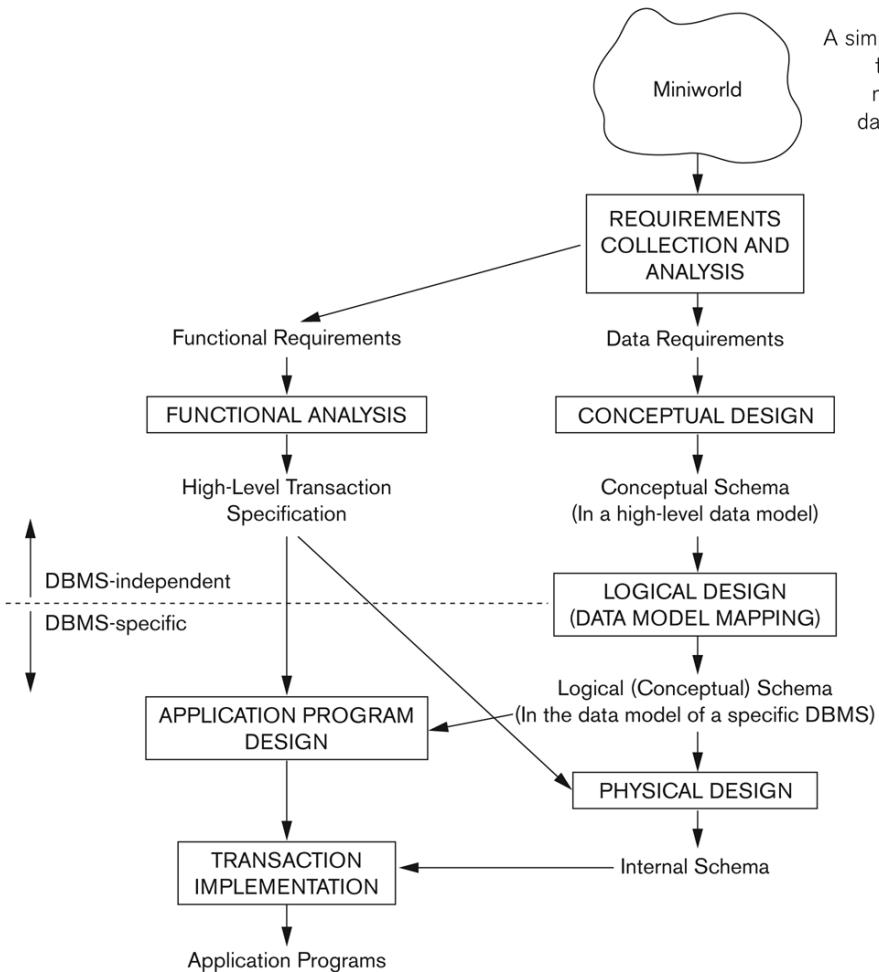 Miniworld
A sim
t
r
da
REQUIREMENTS
COLLECTION AND
ANALYSIS
Functional Requirements
Data Requirements
FUNCTIONAL ANALYSIS
CONCEPTUAL DESIGN
High-Level Transaction
Specification
Conceptual Schema
(In a high-level data model)
DBMS-independent
LOGICAL DESIGN
(DATA MODEL MAPPING)
DBMS-specific
Logical (Conceptual) Schema
(In the data model of a specific DBMS)
APPLICATION PROGRAM
DESIGN
PHYSICAL DESIGN
TRANSACTION
IMPLEMENTATION
Internal Schema
Application Programs